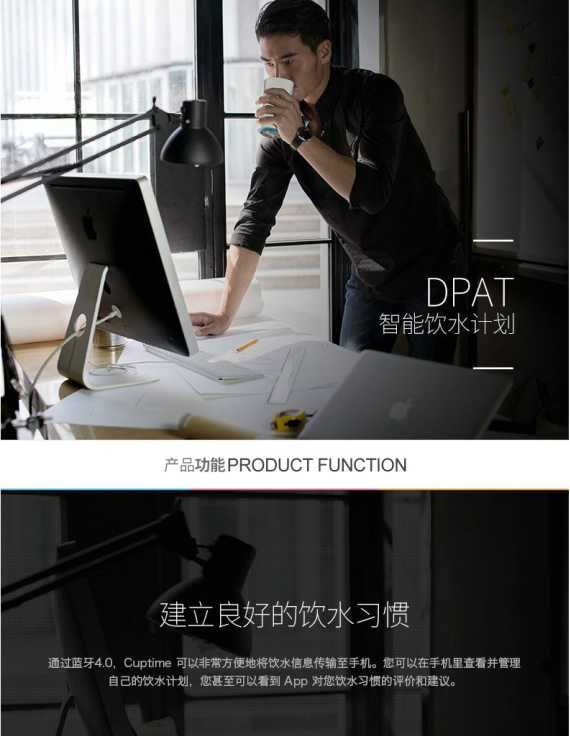 DPAT
智能饮水计划
产品功能PRODUCT FUNCTION
建立良好的饮水习惯
通过蓝牙4.0，Cuptime 可以非常方便地将饮水信息传输至手机。您可以在手机里查看并管理
自己的饮水计划，您甚至可以看到 App 对您饮水习惯的评价和建议。